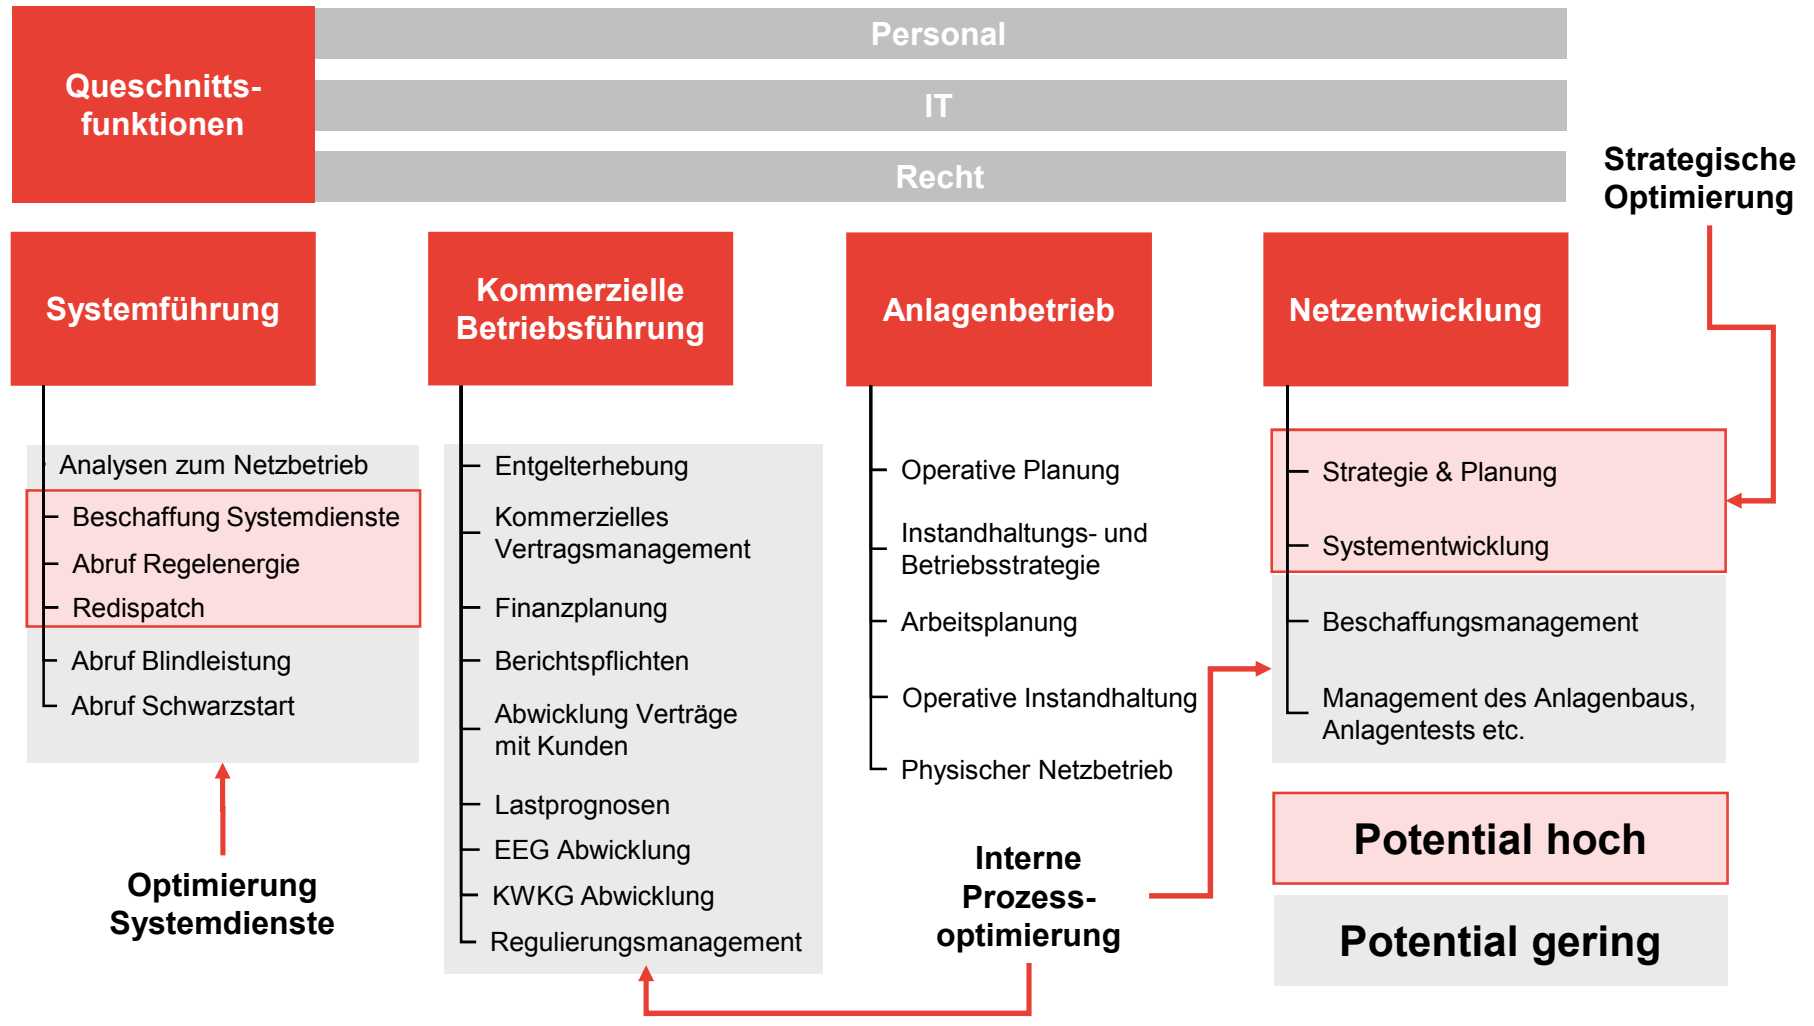 Queschnitts-
funktionen
Personal
IT
Recht
Strategische
Optimierung
Systemführung
Analysen zum Netzbetrieb
Beschaffung Systemdienste
Abruf Regelenergie
Redispatch
Abruf Blindleistung
Abruf Schwarzstart
Optimierung
Systemdienste
Kommerzielle
Betriebsführung
Entgelterhebung
Kommerzielles
Vertragsmanagement
Finanzplanung
Berichtspflichten
Abwicklung Verträge
mit Kunden
Lastprognosen
EEG Abwicklung
KWKG Abwicklung
Regulierungsmanagement
Anlagenbetrieb
Operative Planung
Instandhaltungs- und
Betriebsstrategie
Arbeitsplanung
Operative Instandhaltung
Physischer Netzbetrieb
Interne
Prozess-
optimierung
Netzentwicklung
Strategie & Planung
Systementwicklung
Beschaffungsmanagement
Management des Anlagenbaus,
Anlagentests etc.
Potential hoch
Potential gering